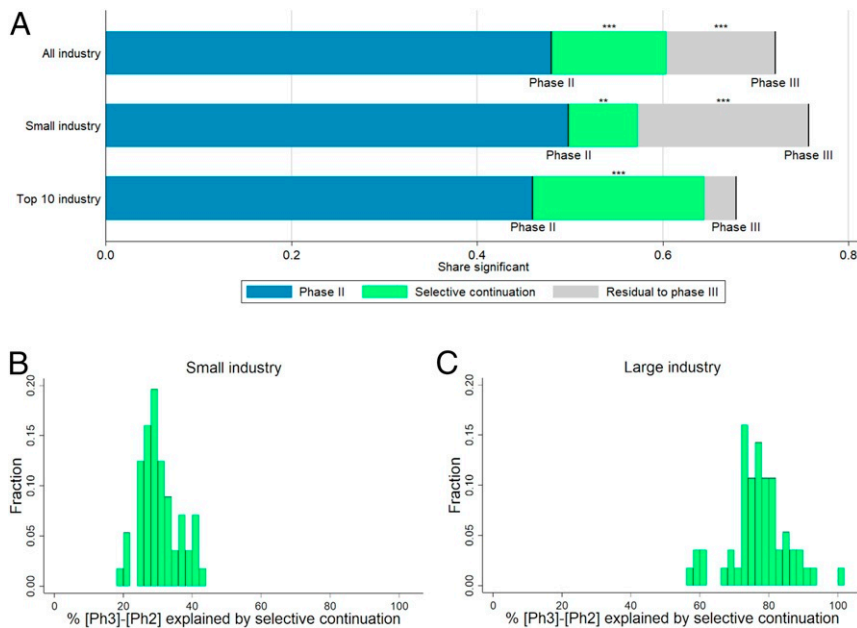 A
All industry
***
***
Phase II
Phase III
Small industry
**
***
Phase II
Phase III
Top 10 industry
***
Phase II
Phase III
0.0 0.2 0.4 0.6 0.8
Share significant
Phase II Selective continuation Residual to phase III
B
Small industry
0.20
0.15
0.10
0.05
0.00
Fraction
0 20 40 60 80 100
% [Ph3]-[Ph2] explained by selective continuation
C
Large industry
0.20
0.15
0.10
0.05
0.00
Fraction
0 20 40 60 80 100
% [Ph3]-[Ph2] explained by selective continuation